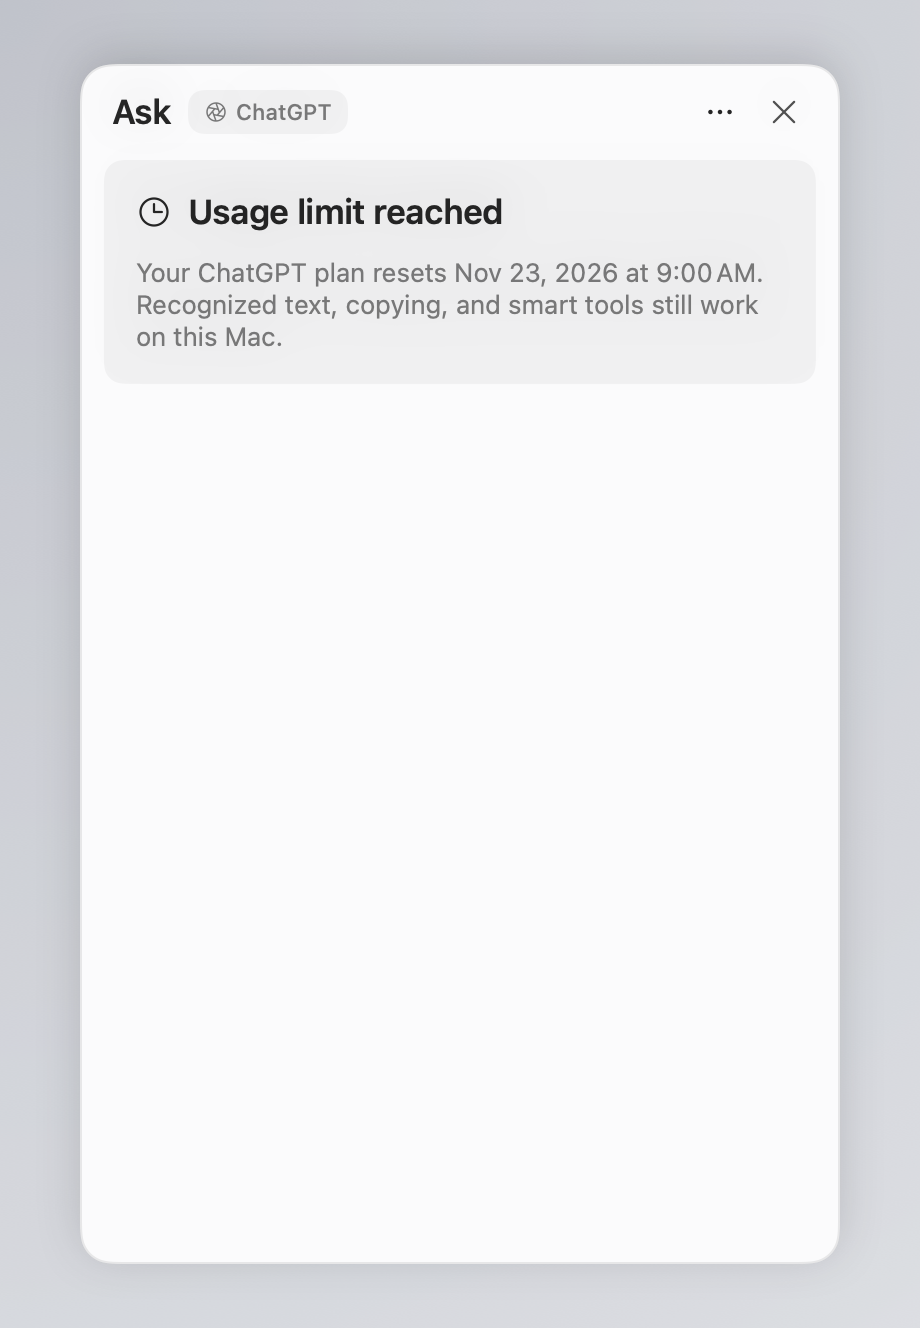 Ask
ChatGPT
Usage limit reached
Your ChatGPT plan resets Nov 23, 2026 at 9:00 AM.
Recognized text, copying, and smart tools still work
on this Mac.